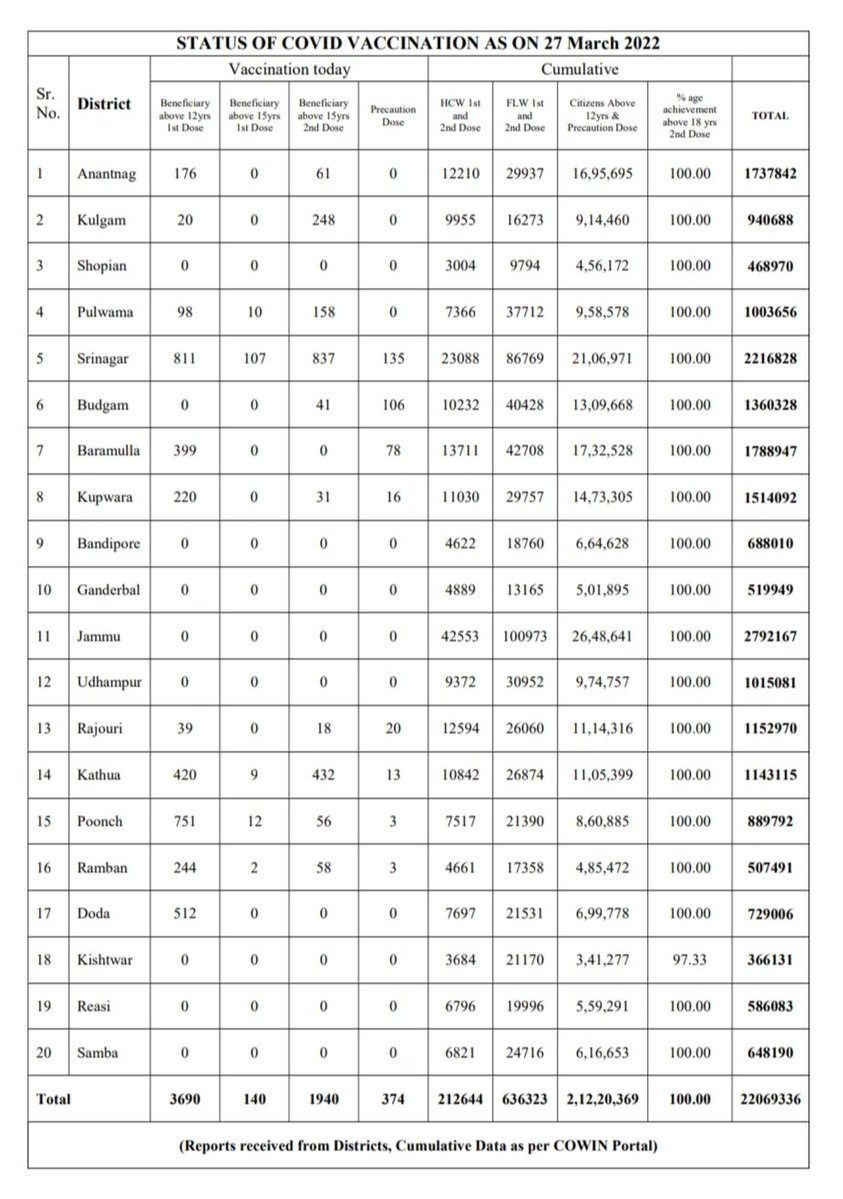 STATUS OF COVID VACCINATION AS ON 27 March 2022
Sr. No. District Vaccination today Cumulative
Beneficiary above 12yrs 1st Dose Beneficiary above 15yrs 1st Dose Beneficiary above 15yrs 2nd Dose Precaution Dose HCW 1st and 2nd Dose FLW 1st and 2nd Dose Citizens Above 12yrs & Precaution Dose % age achievement above 18 yrs 2nd Dose TOTAL
1 Anantnag 176 0 61 0 12210 29937 16,95,695 100.00 1737842
2 Kulgam 20 0 248 0 9955 16273 9,14,460 100.00 940688
3 Shopian 0 0 0 0 3004 9794 4,56,172 100.00 468970
4 Pulwama 98 10 158 0 7366 37712 9,58,578 100.00 1003656
5 Srinagar 811 107 837 135 23088 86769 21,06,971 100.00 2216828
6 Budgam 0 0 41 106 10232 40428 13,09,668 100.00 1360328
7 Baramulla 399 0 0 78 13711 42708 17,32,528 100.00 1788947
8 Kupwara 220 0 31 16 11030 29757 14,73,305 100.00 1514092
9 Bandipore 0 0 0 0 4622 18760 6,64,628 100.00 688010
10 Ganderbal 0 0 0 0 4889 13165 5,01,895 100.00 519949
11 Jammu 0 0 0 0 42553 100973 26,48,641 100.00 2792167
12 Udhampur 0 0 0 0 9372 30952 9,74,757 100.00 1015081
13 Rajouri 39 0 18 20 12594 26060 11,14,316 100.00 1152970
14 Kathua 420 9 432 13 10842 26874 11,05,399 100.00 1143115
15 Poonch 751 12 56 3 7517 21390 8,60,885 100.00 889792
16 Ramban 244 2 58 3 4661 17358 4,85,472 100.00 507491
17 Doda 512 0 0 0 7697 21531 6,99,778 100.00 729006
18 Kishtwar 0 0 0 0 3684 21170 3,41,277 97.33 366131
19 Reasi 0 0 0 0 6796 19996 5,59,291 100.00 586083
20 Samba 0 0 0 0 6821 24716 6,16,653 100.00 648190
Total 3690 140 1940 374 212644 636323 2,12,20,369 100.00 22069336
(Reports received from Districts, Cumulative Data as per COWIN Portal)